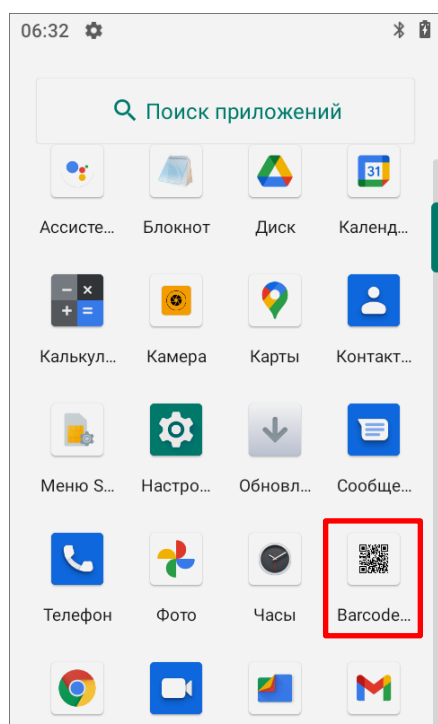 06:32
Поиск приложений
31
Ассисте... Блокнот Диск Календ...
Калькул... Камера Карты Контакт...
Меню S... Настро... Обновл... Сообще...
Телефон Фото Часы Barcode...